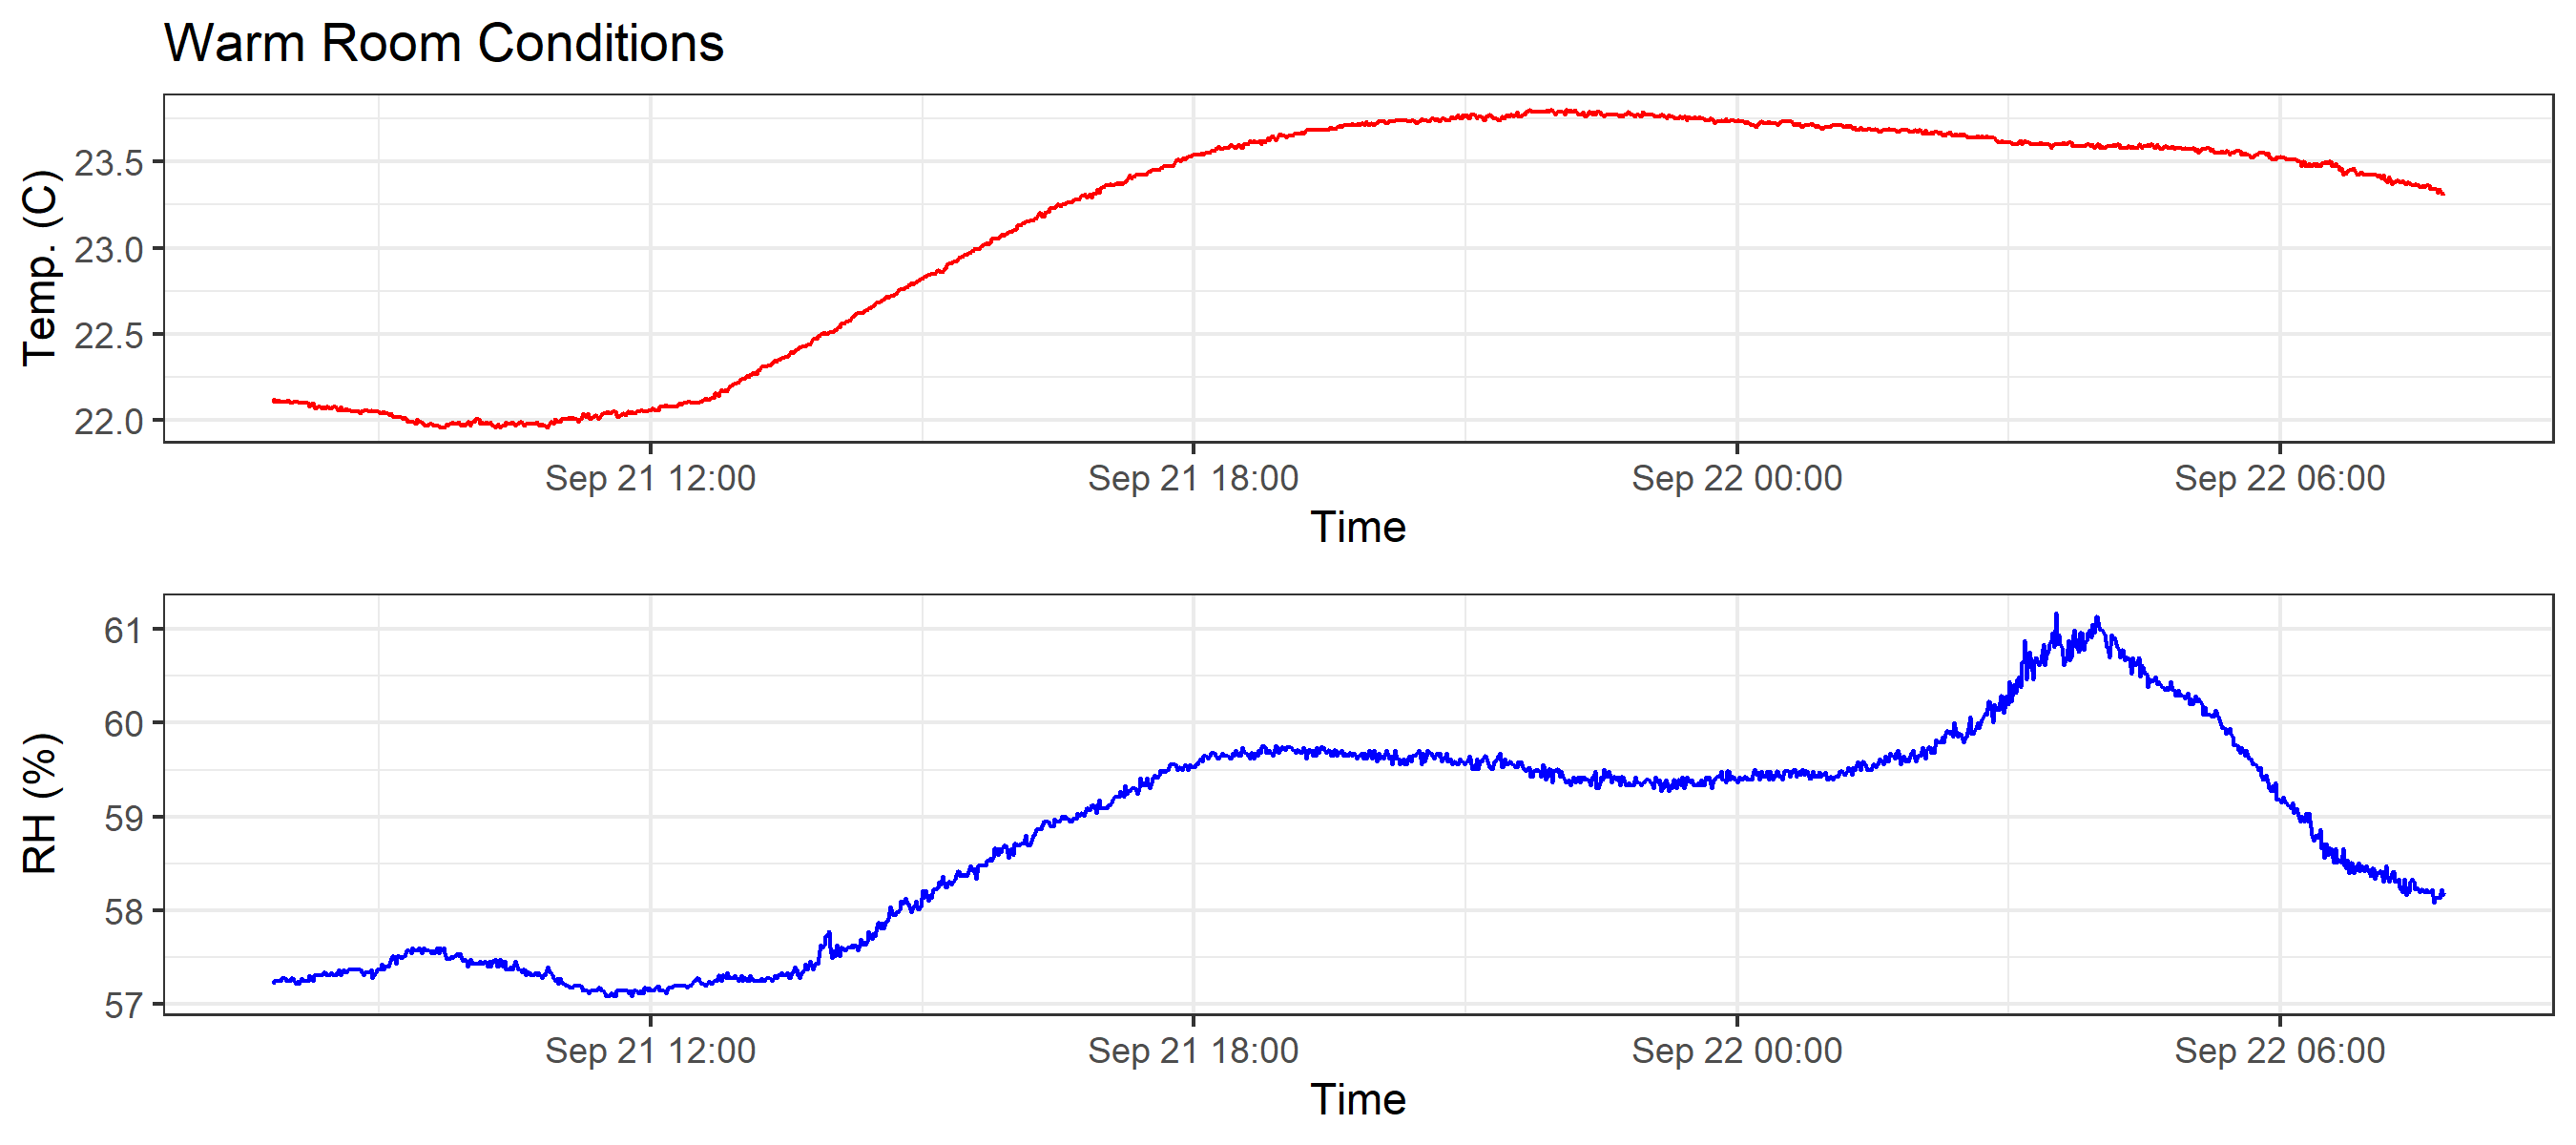 Warm Room Conditions
Temp. (C)
23.5
23.0
22.5
22.0
Sep 21 12:00 Sep 21 18:00 Sep 22 00:00 Sep 22 06:00
Time
RH (%)
61
60
59
58
57
Sep 21 12:00 Sep 21 18:00 Sep 22 00:00 Sep 22 06:00
Time